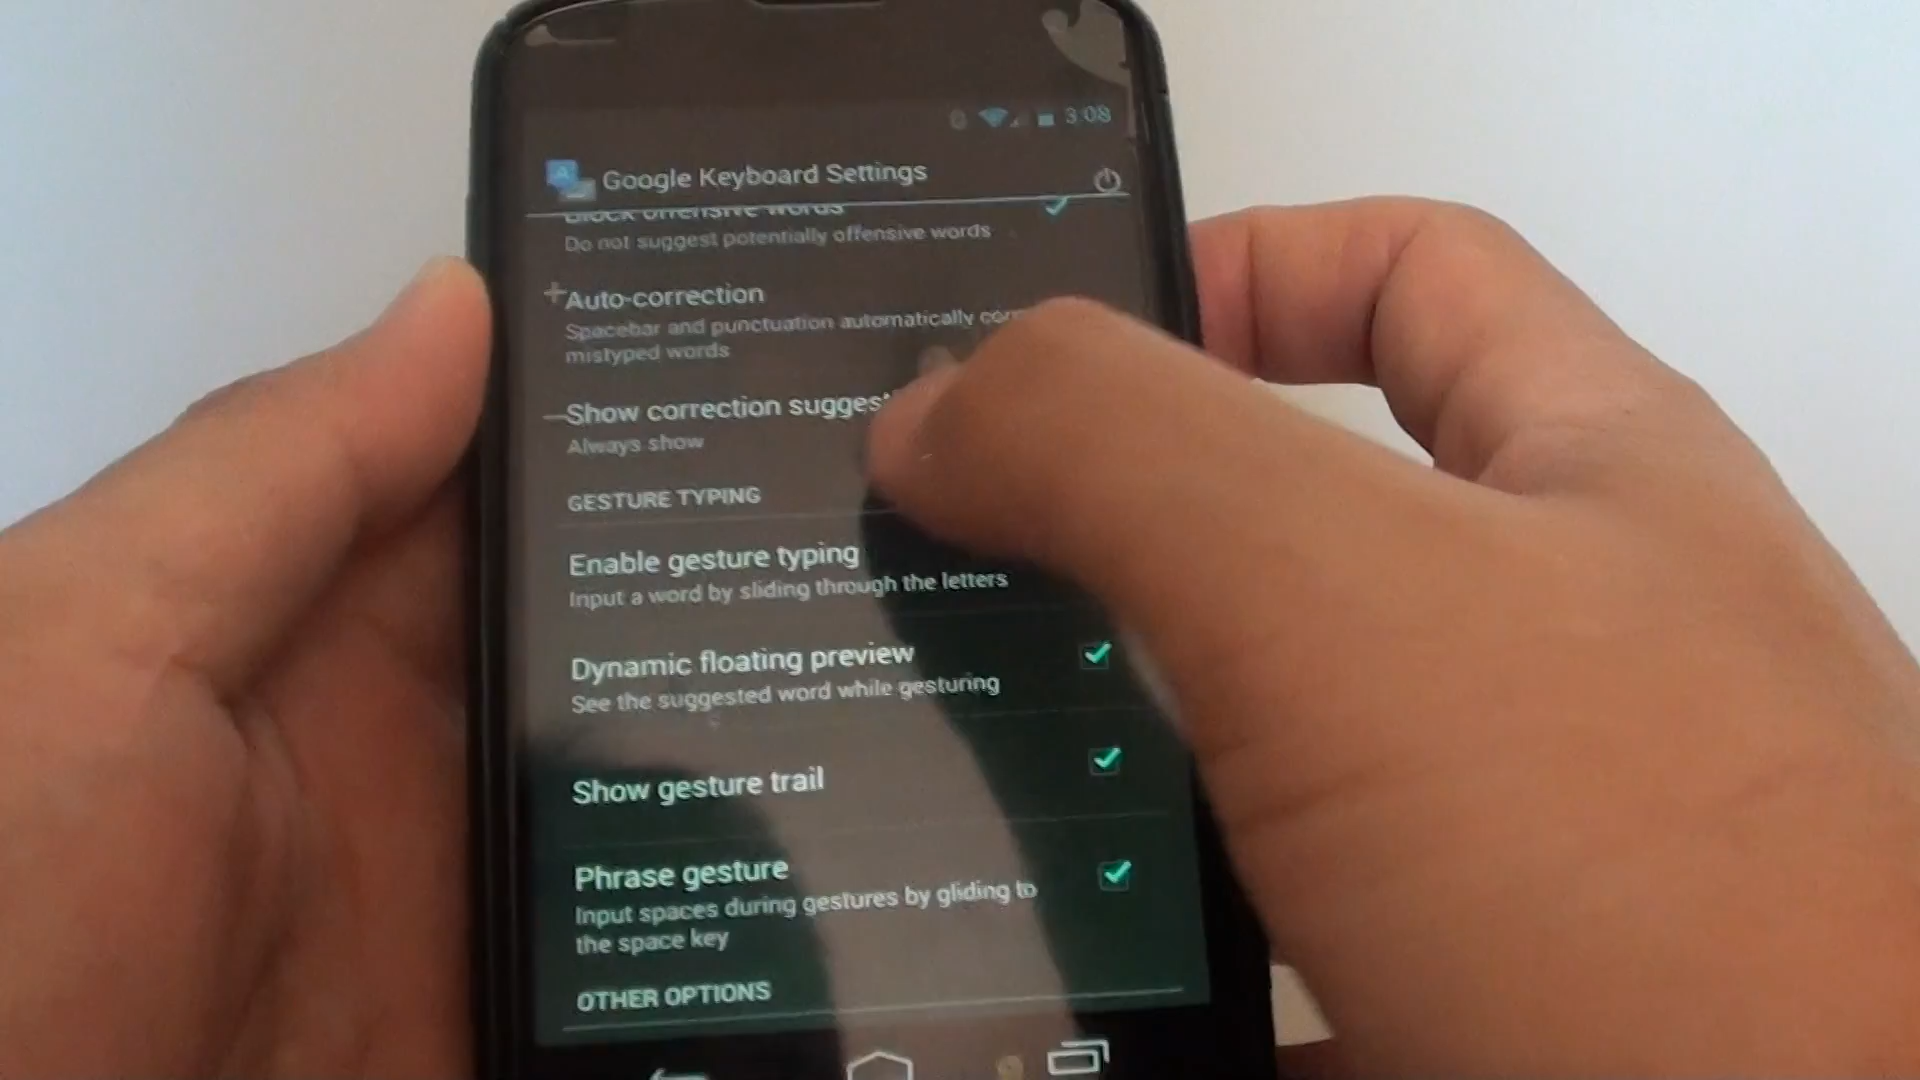 3:08
Google Keyboard Settings
Block offensive words
Do not suggest potentially offensive words
Auto-correction
Spacebar and punctuation automatically
mistyped words
Show correction
Always show
GESTURE TYPING
Enable gesture typing
Input a word by sliding through the letters
Dynamic floating preview
See the suggested word while gesturing
Show gesture trail
Phrase gesture
Input spaces during gestures by gliding to
the space key
OTHER OPTIONS